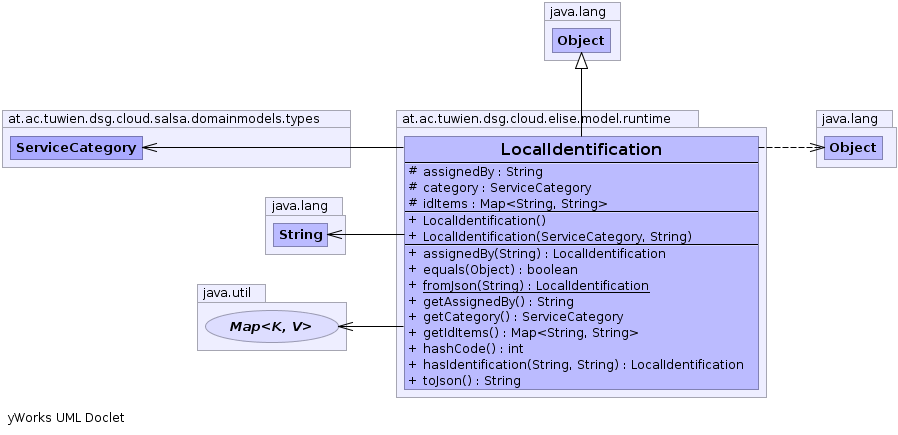 java.lang
Object
at.ac.tuwien.dsg.cloud.salsa.domainmodels.types
ServiceCategory
at.ac.tuwien.dsg.cloud.elise.model.runtime
java.lang
Object
LocalIdentification
# assignedBy : String
# category : ServiceCategory
# idItems : Map<String, String>
+ LocalIdentification()
+ LocalIdentification(ServiceCategory, String)
+ assignedBy(String) : LocalIdentification
+ equals(Object) : boolean
+ fromJson(String) : LocalIdentification
+ getAssignedBy() : String
+ getCategory() : ServiceCategory
+ getIdItems() : Map<String, String>
+ hashCode() : int
+ hasIdentification(String, String) : LocalIdentification
+ toJson() : String
java.lang
String
java.util
Map<K, V>
yWorks UML Doclet